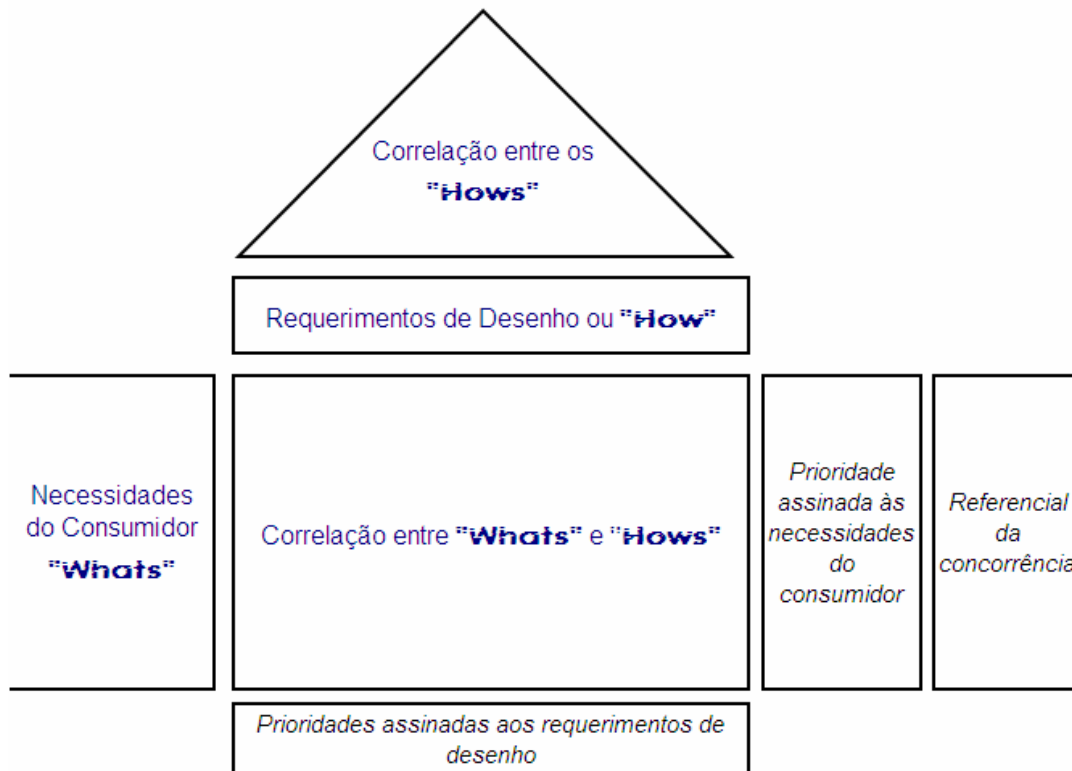 Correlação entre os
"Hows"
Requerimentos de Desenho ou "How"
Necessidades
do Consumidor
"Whats"
Correlação entre "Whats" e "Hows"
Prioridade
assinada às
necessidades
do
consumidor
Referencial
da
concorrência
Prioridades assinadas aos requerimentos de
desenho